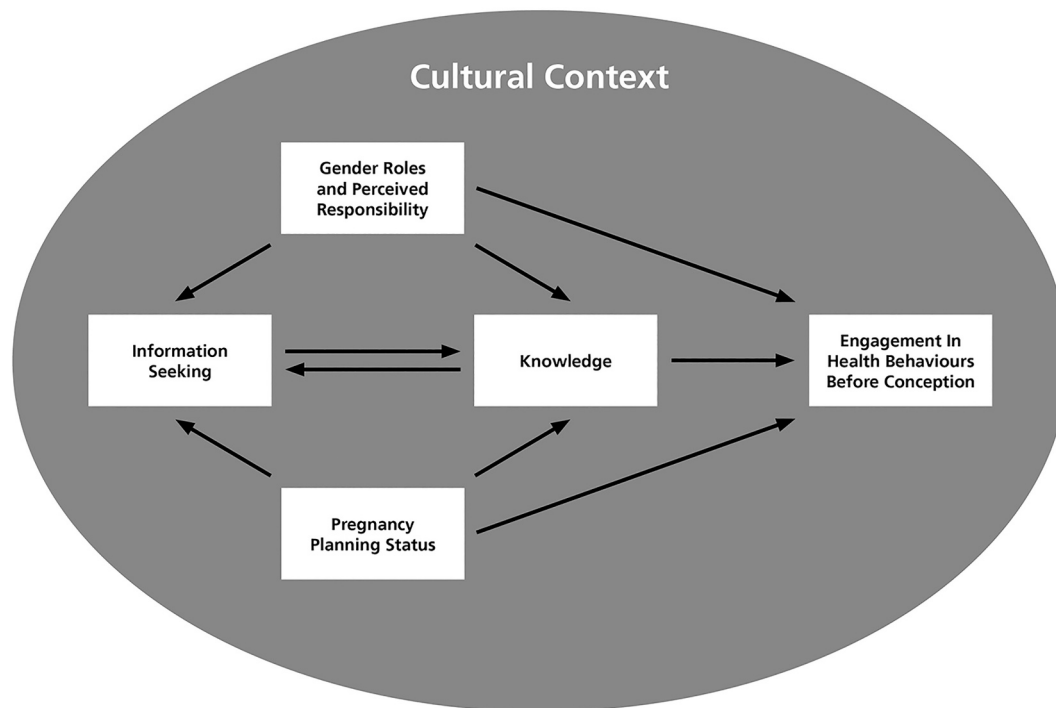 Cultural Context
Gender Roles
and Perceived
Responsibility
Information
Seeking
Knowledge
Engagement In
Health Behaviours
Before Conception
Pregnancy
Planning Status